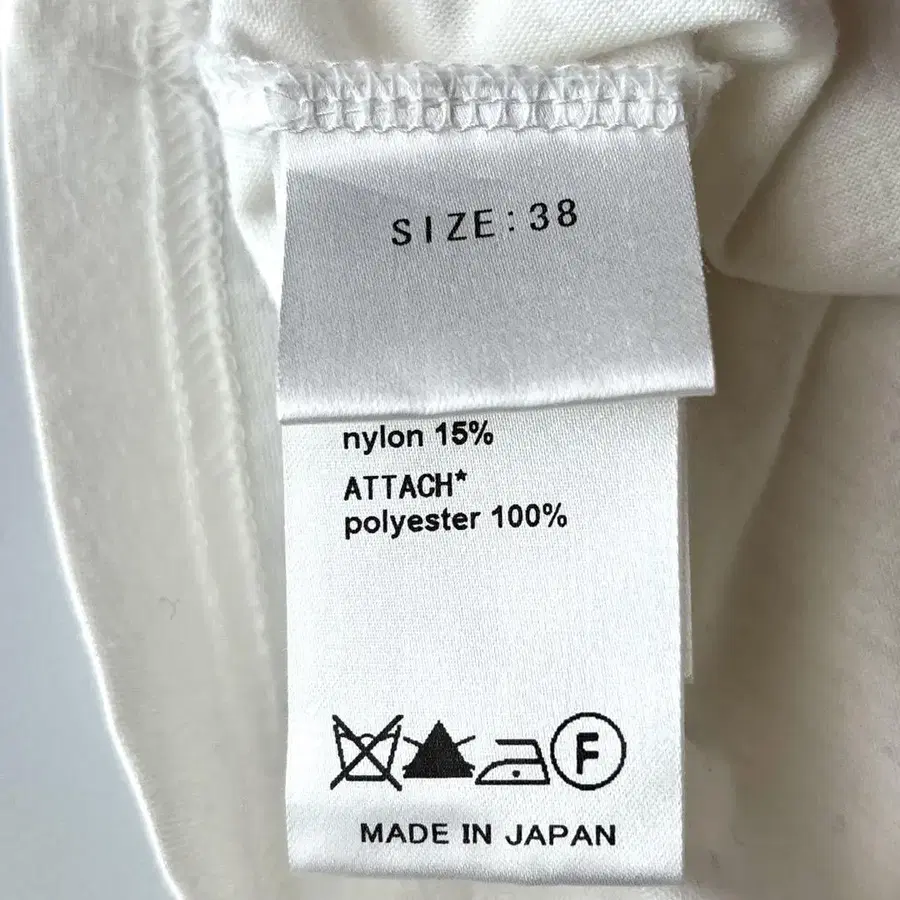 SIZE:38
nylon 15%
ATTACH*
polyester 100%
F
MADE IN JAPAN